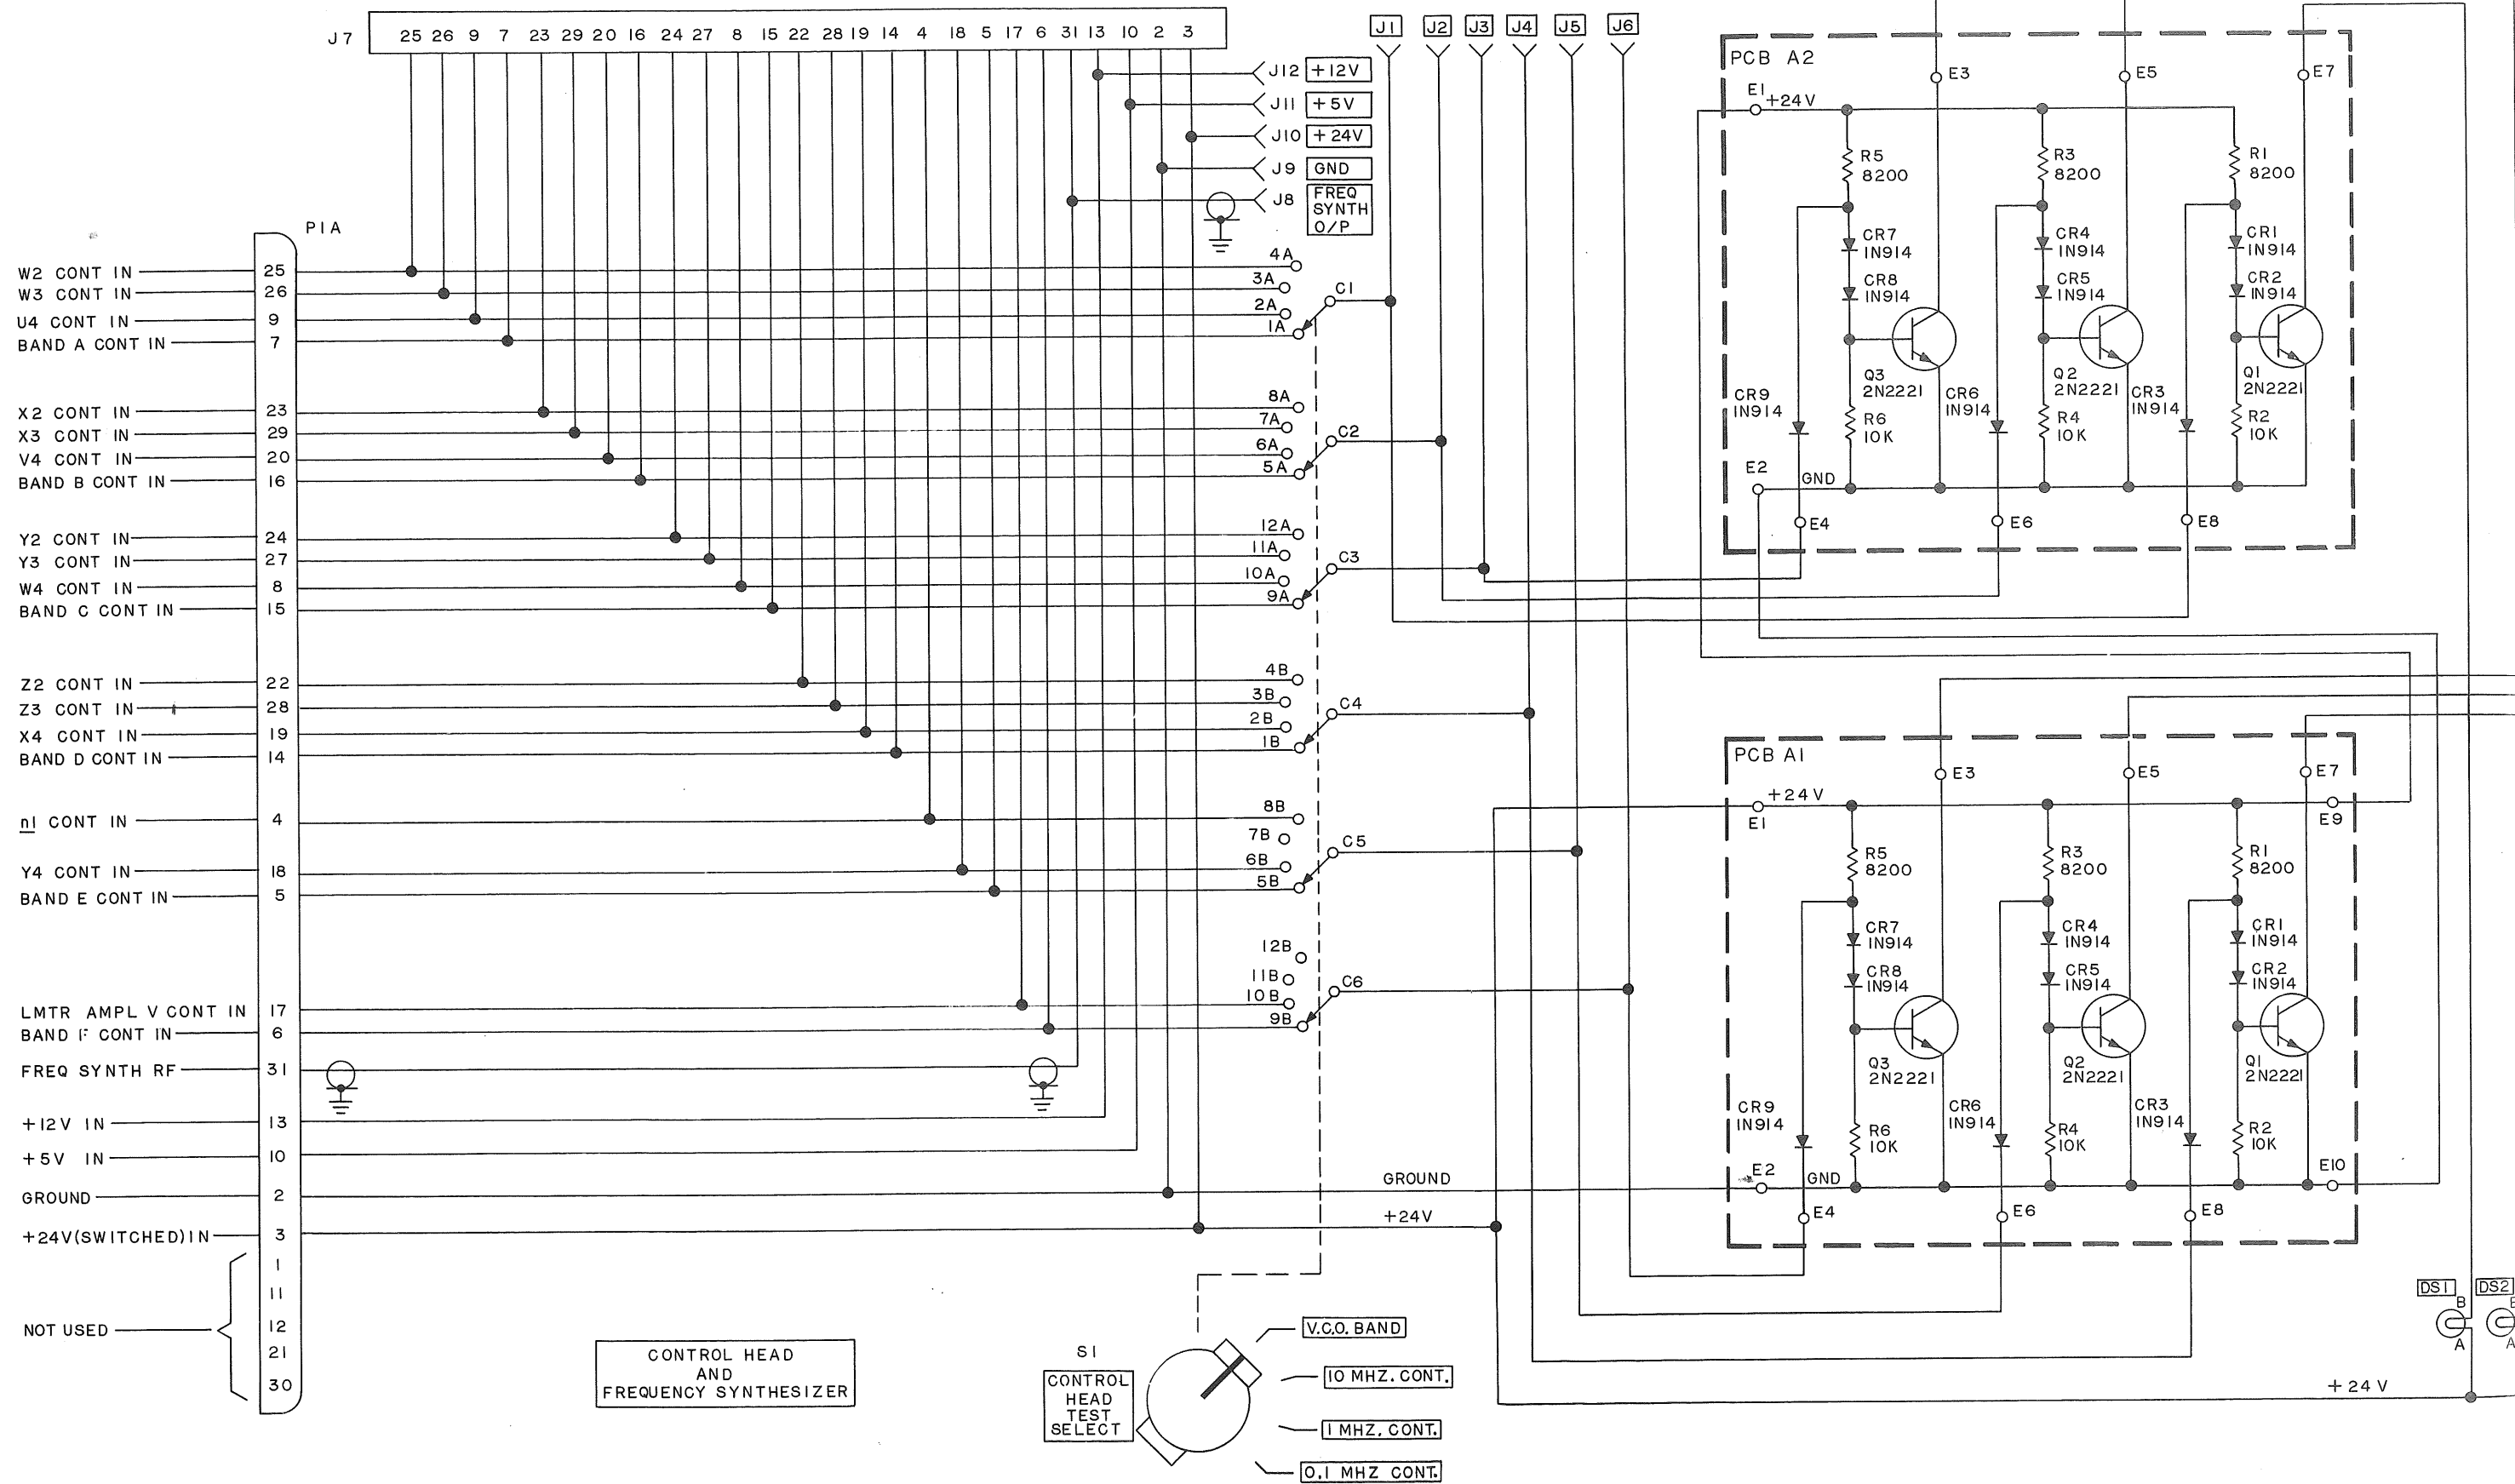 J7 25 26 9 7 23 29 20 16 24 27 8 15 22 28 19 14 4 18 5 17 6 31 13 10 2 3
J1 J2 J3 J4 J5 J6
J12 +12V
J11 +5V
J10 +24V
J9 GND
J8 FREQ
SYNTH
O/P
P1A
W2 CONT IN 25 4A
W3 CONT IN 26 3A
U4 CONT IN 9 2A
BAND A CONT IN 7 1A
C1
X2 CONT IN 23 8A
X3 CONT IN 29 7A
V4 CONT IN 20 6A
BAND B CONT IN 16 5A
C2
Y2 CONT IN 24 12A
Y3 CONT IN 27 11A
W4 CONT IN 8 10A
BAND C CONT IN 15 9A
C3
Z2 CONT IN 22 4B
Z3 CONT IN 28 3B
X4 CONT IN 19 2B
BAND D CONT IN 14 1B
C4
n1 CONT IN 4 8B
7B
Y4 CONT IN 18 6B
BAND E CONT IN 5 5B
C5
12B
11B
LMTR AMPL V CONT IN 17 10B
BAND F CONT IN 6 9B
C6
FREQ SYNTH RF 31
+12V IN 13
+5V IN 10
GROUND 2 GROUND
+24V(SWITCHED)IN 3 +24V
NOT USED
1
11
12
21
30
CONTROL HEAD
AND
FREQUENCY SYNTHESIZER
S1
CONTROL
HEAD
TEST
SELECT
V.C.O. BAND
10 MHZ. CONT.
1 MHZ. CONT.
0.1 MHZ CONT.
PCB A2
E3 E5 E7
E1 +24V
R5
8200
R3
8200
R1
8200
CR7
IN914
CR4
IN914
CR1
IN914
CR8
IN914
CR5
IN914
CR2
IN914
Q3
2N2221
Q2
2N2221
Q1
2N2221
CR9
IN914
CR6
IN914
CR3
IN914
R6
10K
R4
10K
R2
10K
E2 GND
E4 E6 E8
PCB A1
E3 E5 E7
+24V
E1 E9
R5
8200
R3
8200
R1
8200
CR7
IN914
CR4
IN914
CR1
IN914
CR8
IN914
CR5
IN914
CR2
IN914
Q3
2N2221
Q2
2N2221
Q1
2N2221
CR9
IN914
CR6
IN914
CR3
IN914
R6
10K
R4
10K
R2
10K
E2 GND E10
E4 E6 E8
DS1 DS2
B
A
+24V